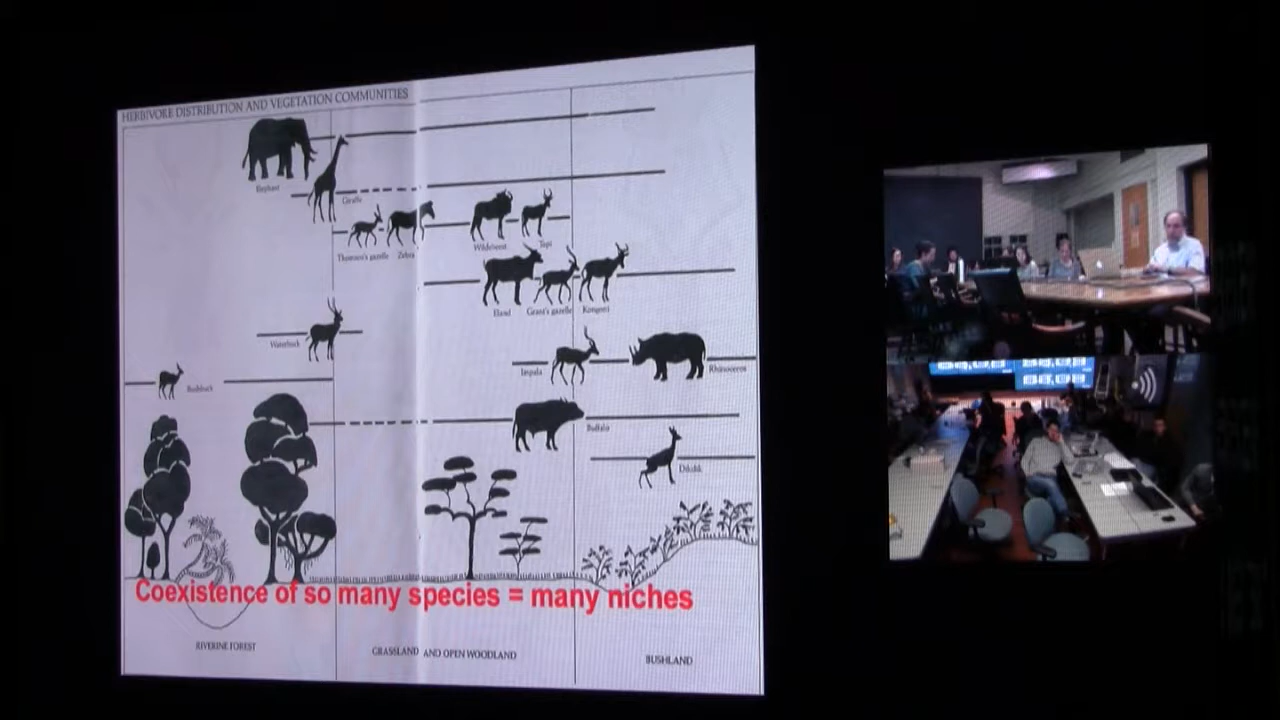 HERBIVORE DISTRIBUTION AND VEGETATION COMMUNITIES
Elephant
Giraffe
Thomson's gazelle Zebra
Wildebeest Topi
Eland Grant's gazelle Kongoni
Waterbuck
Impala Rhinoceros
Bushbuck
Buffalo
Dikdik
Coexistence of so many species = many niches
RIVERINE FOREST GRASSLAND AND OPEN WOODLAND BUSHLAND